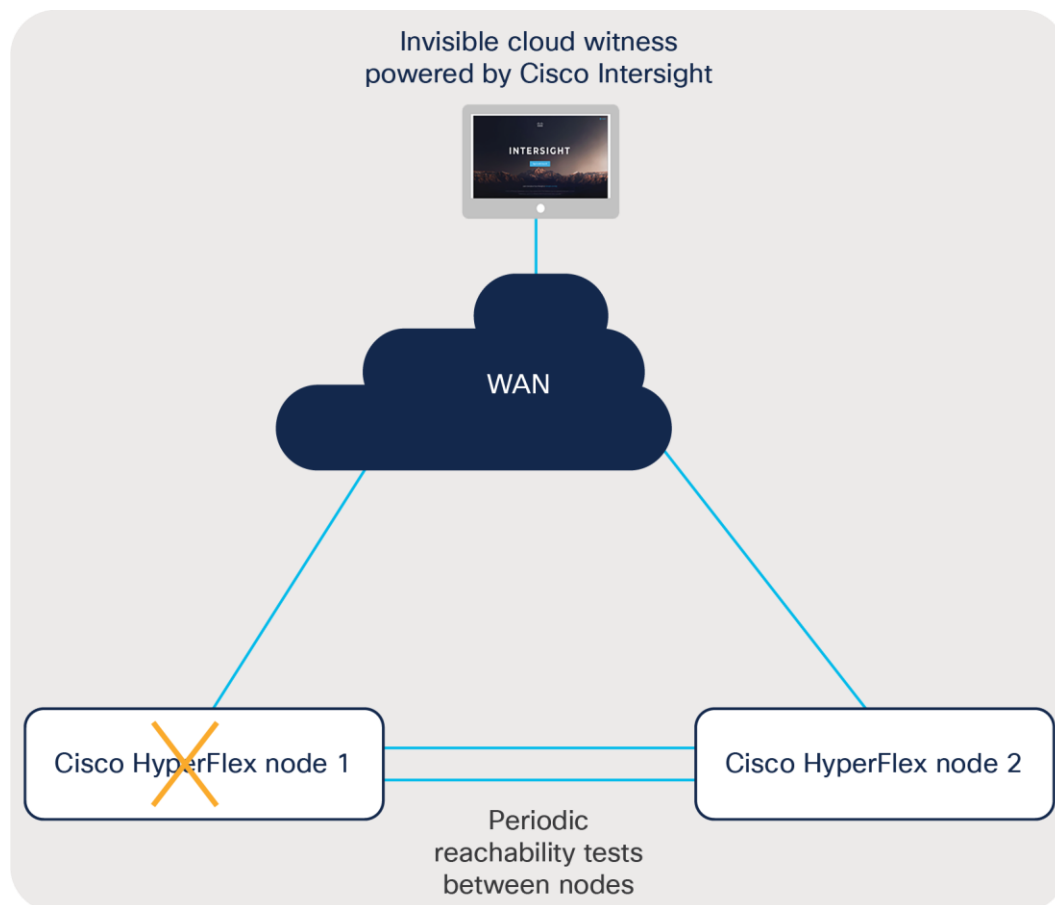 Invisible cloud witness
powered by Cisco Intersight
INTERSIGHT
WAN
Cisco HyperFlex node 1
Cisco HyperFlex node 2
Periodic
reachability tests
between nodes